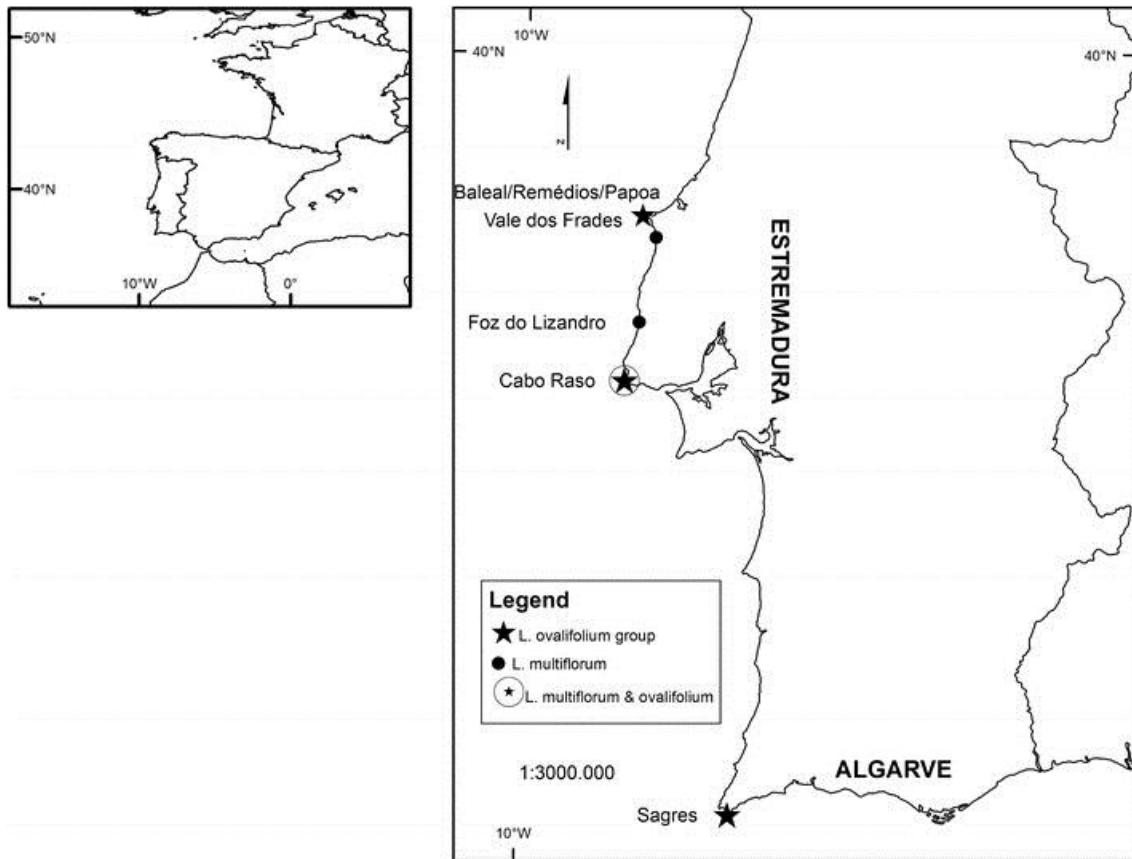 50°N
40°N
10°W
0°
10°W
40°N
40°N
N
Baleal/Remédios/Papoa
Vale dos Frades
ESTREMADURA
Foz do Lizandro
Cabo Raso
Legend
L. ovalifolium group
L. multiflorum
L. multiflorum & ovalifolium
1:3000.000
ALGARVE
Sagres
10°W